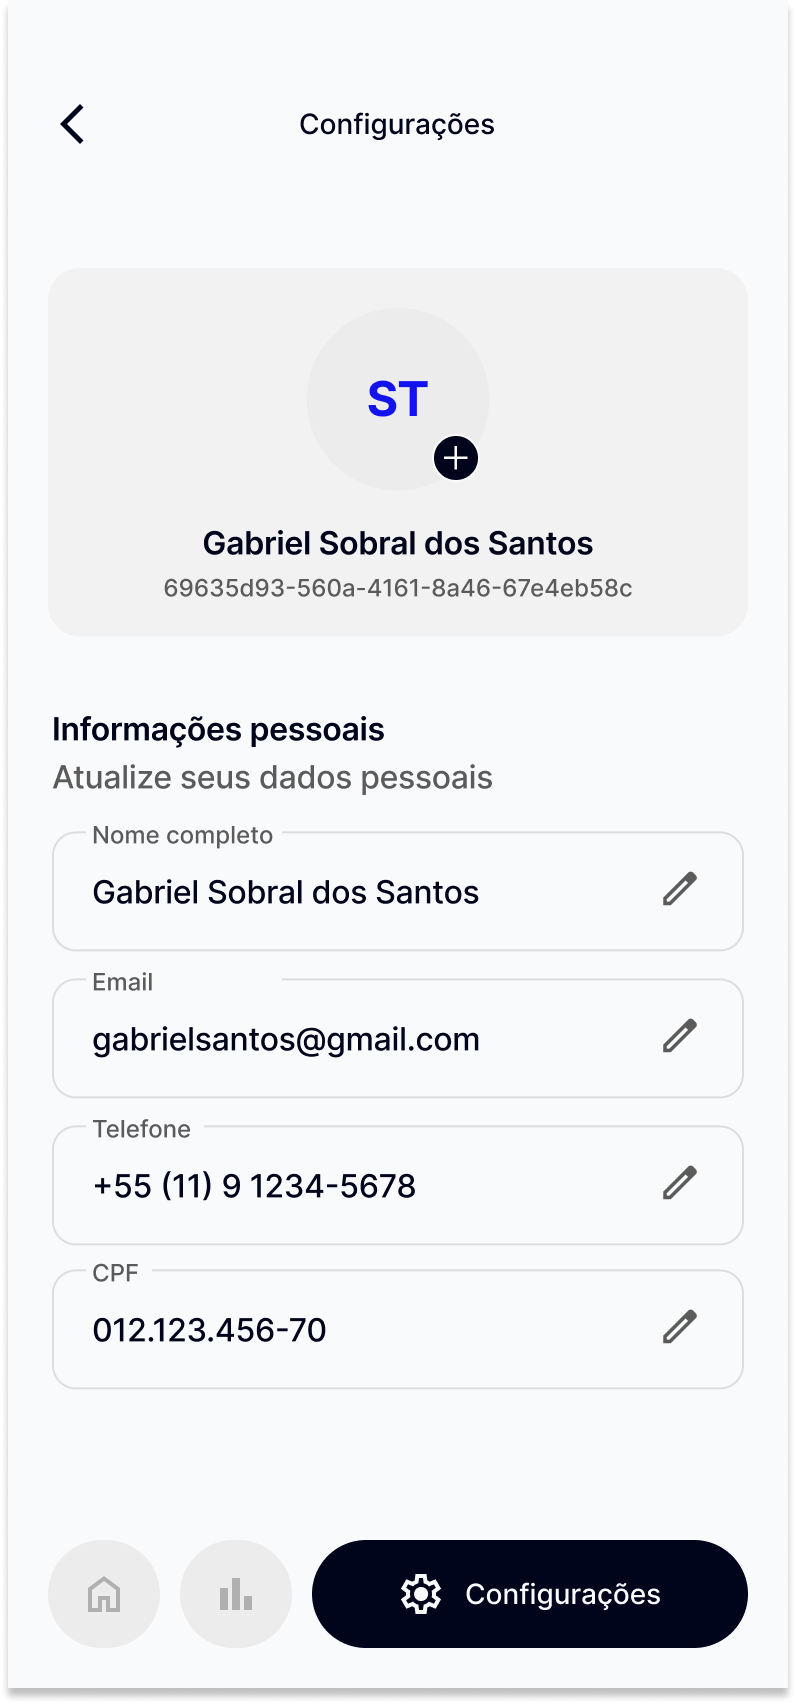 Configurações
ST
Gabriel Sobral dos Santos
69635d93-560a-4161-8a46-67e4eb58c
Informações pessoais
Atualize seus dados pessoais
Nome completo
Gabriel Sobral dos Santos
Email
gabrielsantos@gmail.com
Telefone
+55 (11) 9 1234-5678
CPF
012.123.456-70
Configurações